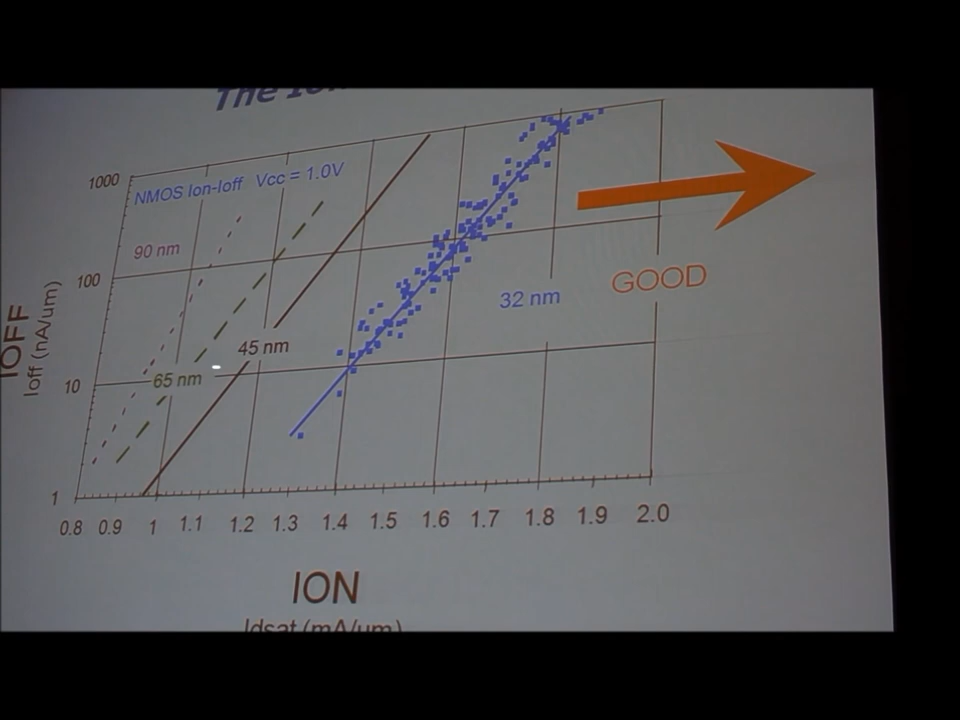 The Ion
1000
NMOS Ion-Ioff Vcc = 1.0V
90 nm
100
GOOD
32 nm
IOFF
Ioff (nA/um)
45 nm
65 nm
10
1
0.8 0.9 1 1.1 1.2 1.3 1.4 1.5 1.6 1.7 1.8 1.9 2.0
ION
Idsat (mA/um)